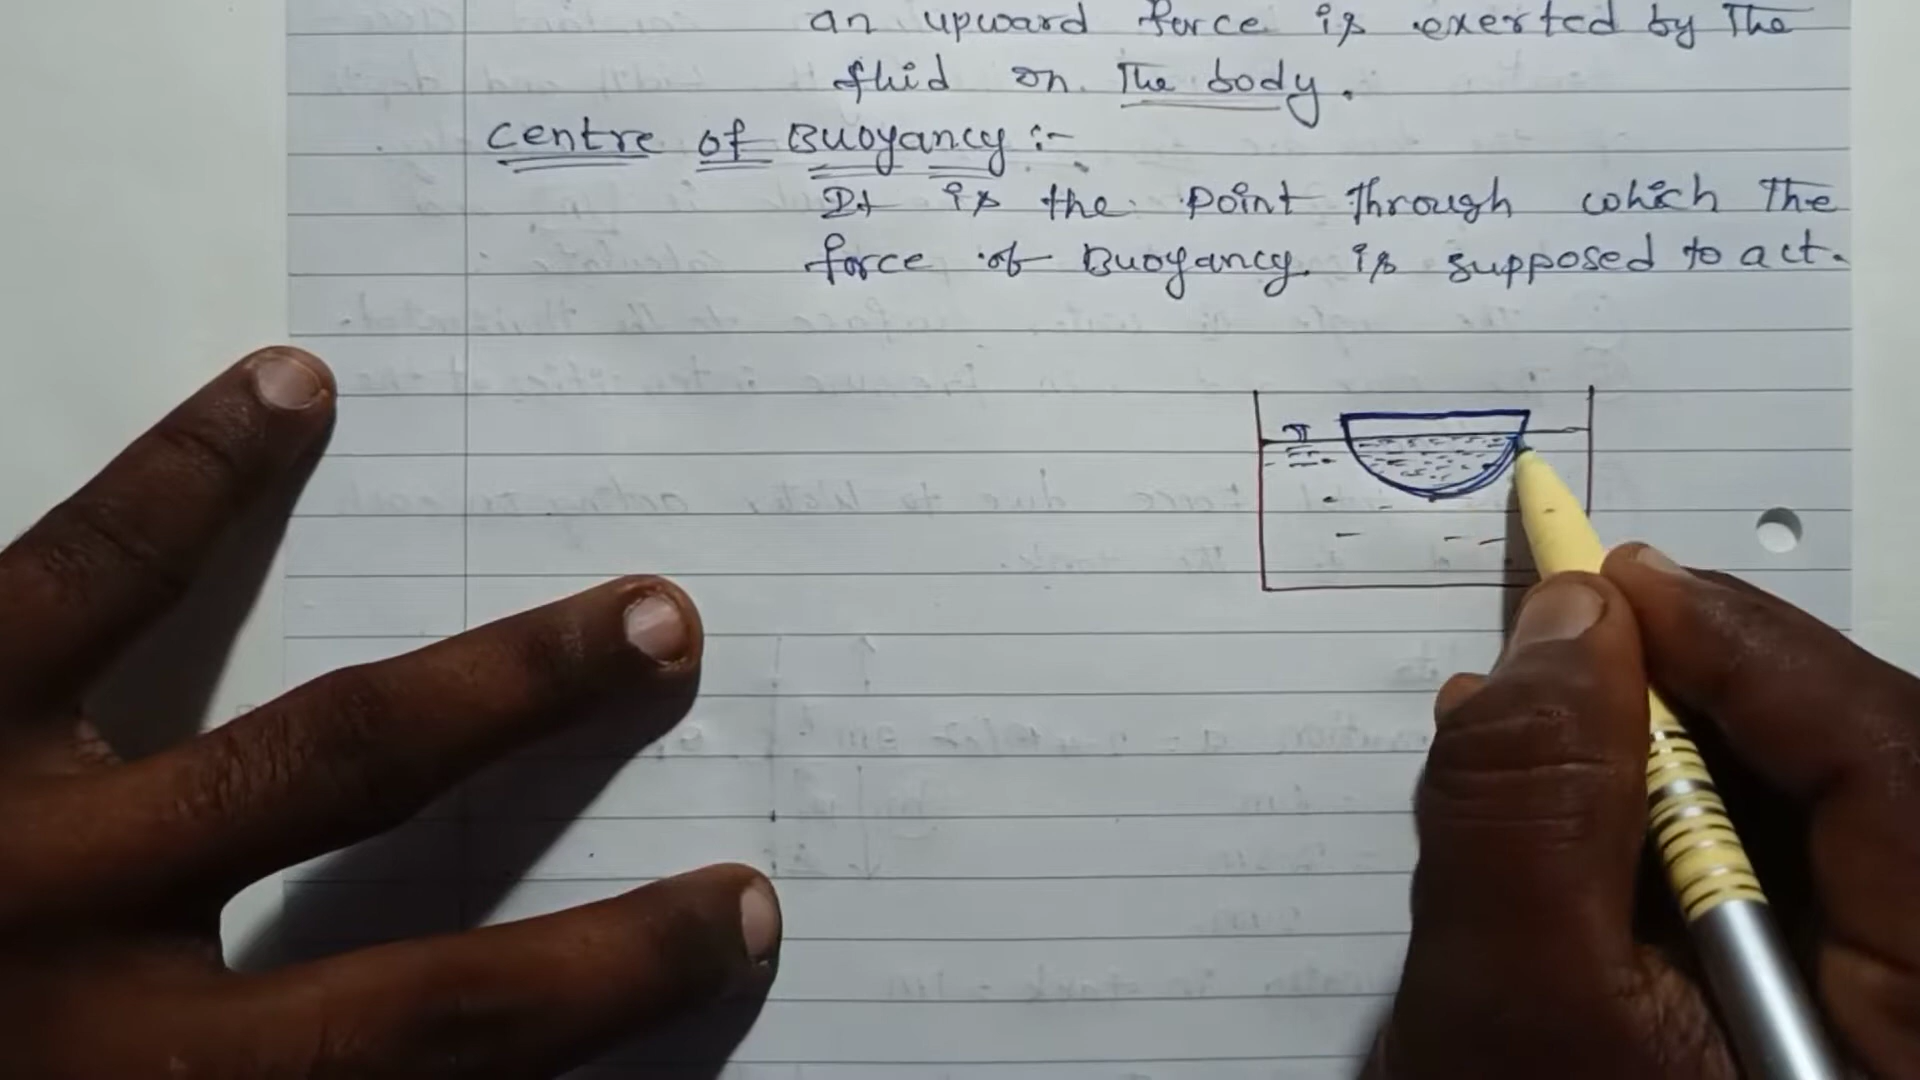 an upward force is exerted by The
fluid on The body.
Centre of Buoyancy :-
It is the Point Through which The
force of Buoyancy is supposed to act.